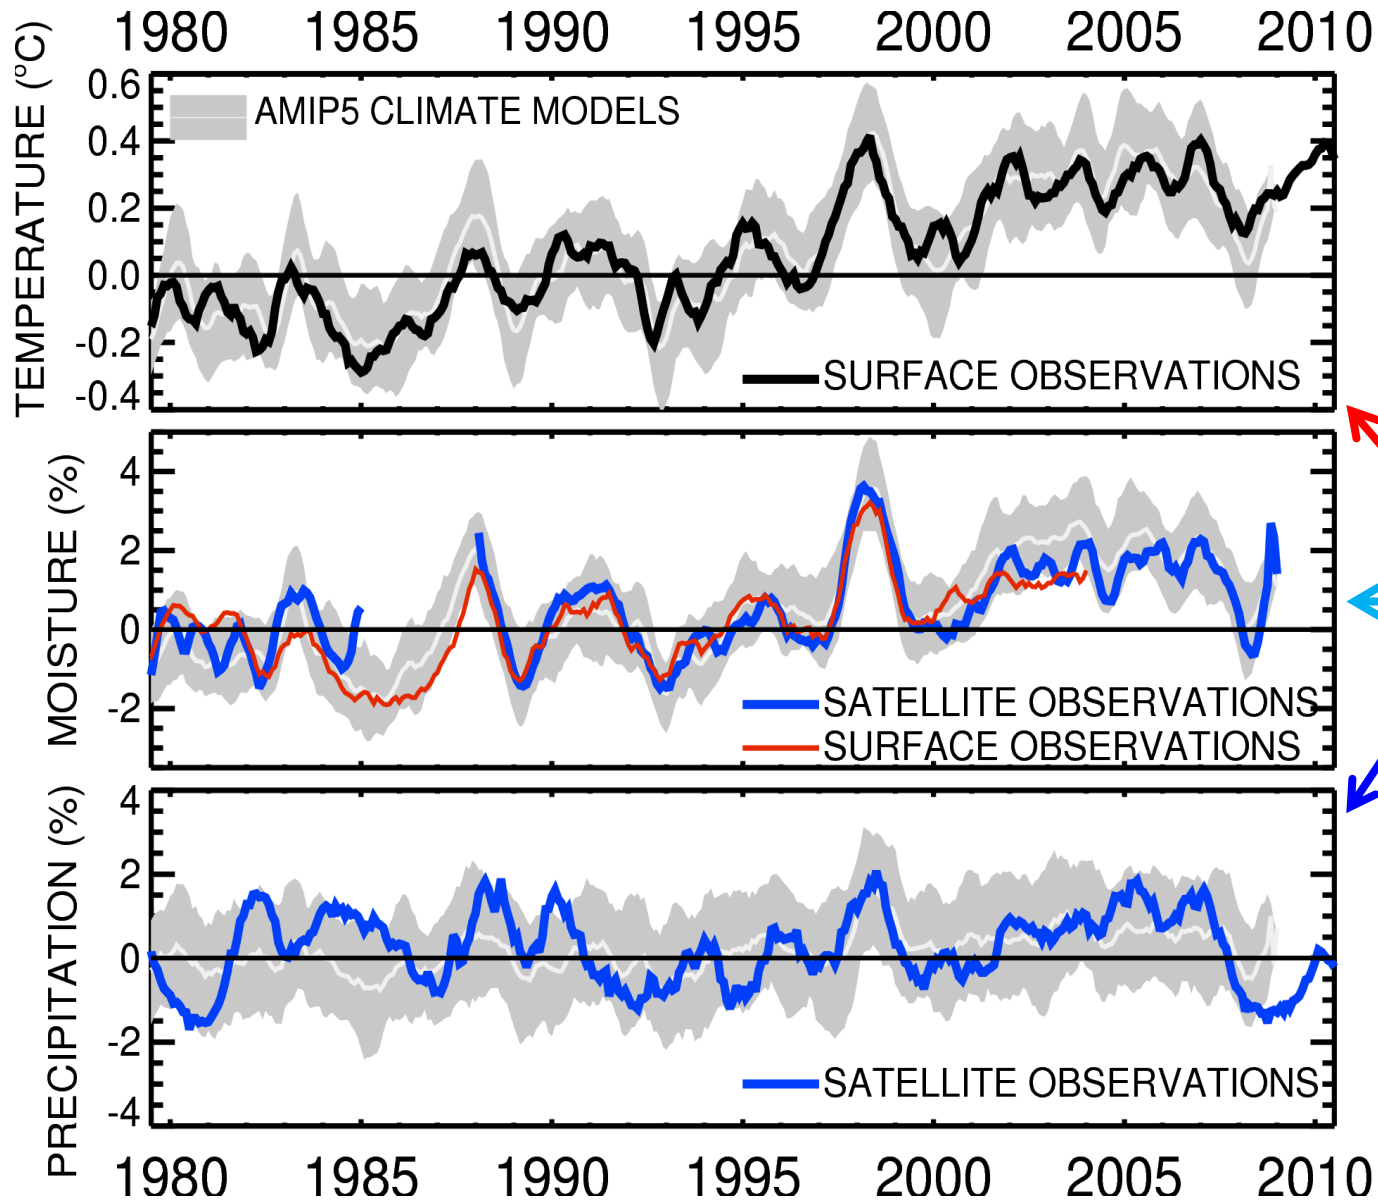 1980 1985 1990 1995 2000 2005 2010
TEMPERATURE (°C)
0.6
0.4
0.2
0.0
-0.2
-0.4
AMIP5 CLIMATE MODELS
SURFACE OBSERVATIONS
MOISTURE (%)
4
2
0
-2
SATELLITE OBSERVATIONS
SURFACE OBSERVATIONS
PRECIPITATION (%)
4
2
0
-2
-4
SATELLITE OBSERVATIONS
1980 1985 1990 1995 2000 2005 2010